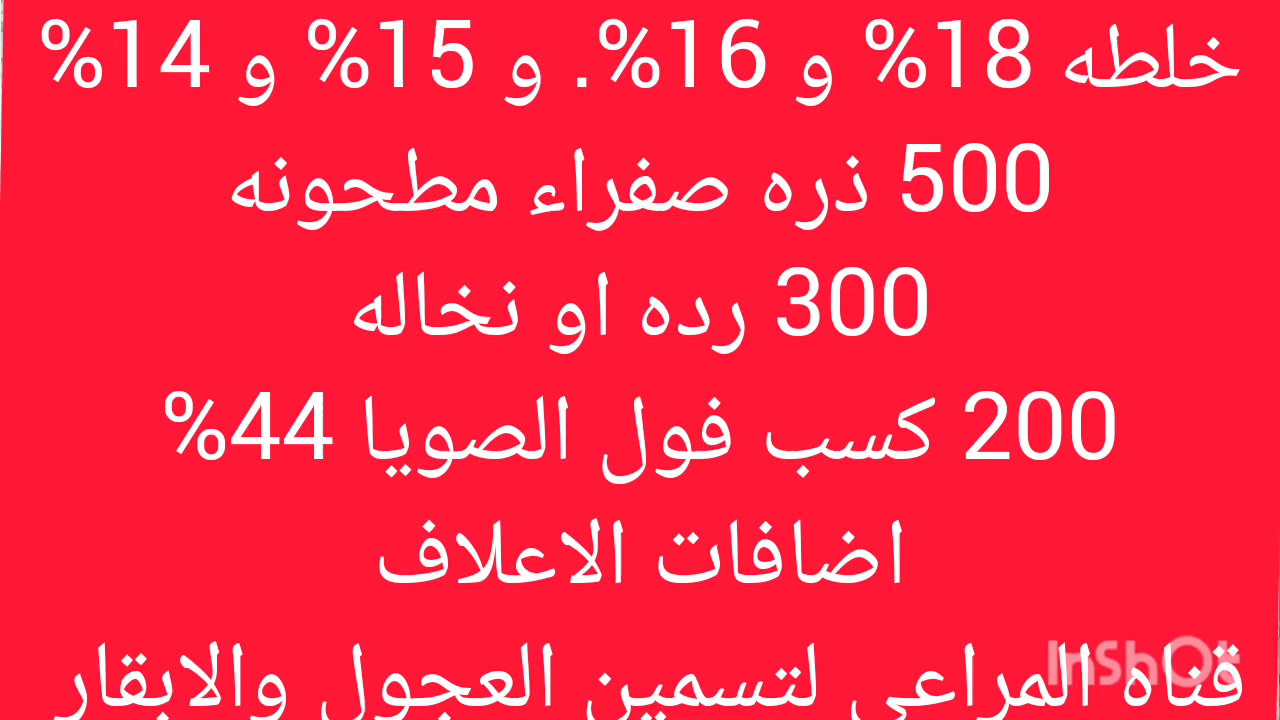 خلطه 18% و 16%. و 15% و 14%
500 ذره صفراء مطحونه
300 رده او نخاله
200 كسب فول الصويا 44%
اضافات الاعلاف
قناه المراعي لتسمين العجول والابقار
InShOt